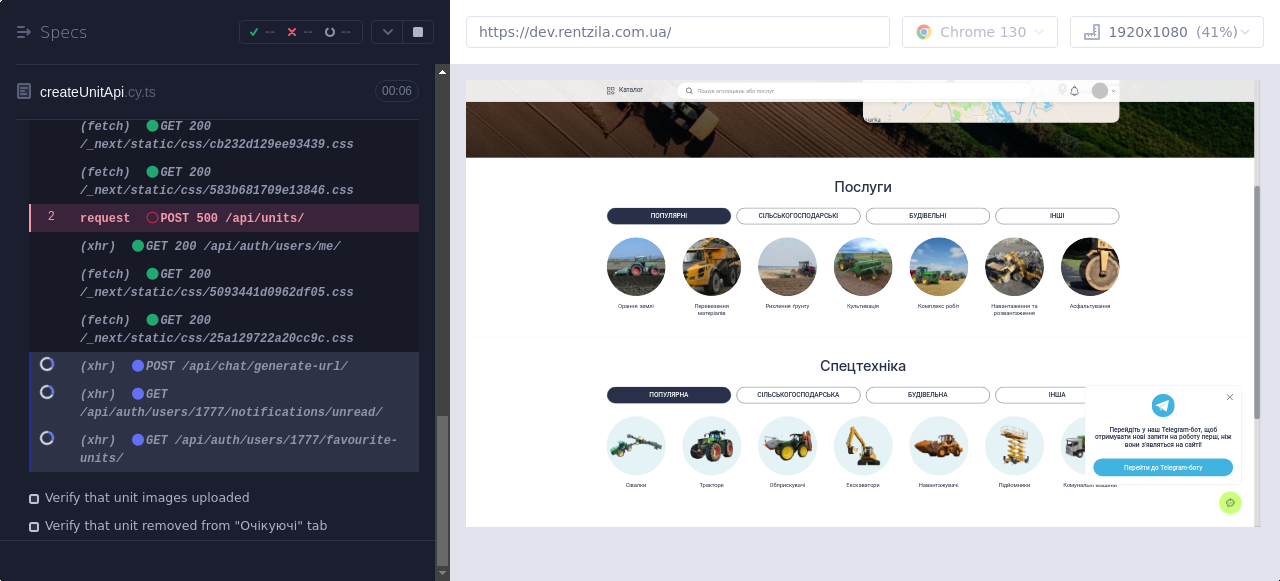 Specs
-- -- --
createUnitApi.cy.ts 00:06
(fetch) GET 200
/_next/static/css/cb232d129ee93439.css
(fetch) GET 200
/_next/static/css/583b681709e13846.css
2 request POST 500 /api/units/
(xhr) GET 200 /api/auth/users/me/
(fetch) GET 200
/_next/static/css/5093441d0962df05.css
(fetch) GET 200
/_next/static/css/25a129722a20cc9c.css
(xhr) POST /api/chat/generate-url/
(xhr) GET
/api/auth/users/1777/notifications/unread/
(xhr) GET /api/auth/users/1777/favourite-
units/
Verify that unit images uploaded
Verify that unit removed from "Очікуючі" tab
https://dev.rentzila.com.ua/
Chrome 130
1920x1080 (41%)
Каталог
Пошук оголошень або послуг
Послуги
ПОПУЛЯРНІ СІЛЬСЬКОГОСПОДАРСЬКІ БУДІВЕЛЬНІ ІНШІ
Орання землі Перевезення Рихлення ґрунту Культивація Комплекс робіт Навантаження та Асфальтування
матеріалів розвантаження
Спецтехніка
ПОПУЛЯРНА СІЛЬСЬКОГОСПОДАРСЬКА БУДІВЕЛЬНА ІНША
Сівалки Трактори Обприскувачі Екскаватори Навантажувачі Підйомники Комунальні машини
Перейдіть у наш Telegram-бот, щоб
отримувати нові запити на роботу перш, ніж
вони з'являться на сайті!
Перейти до Telegram-боту